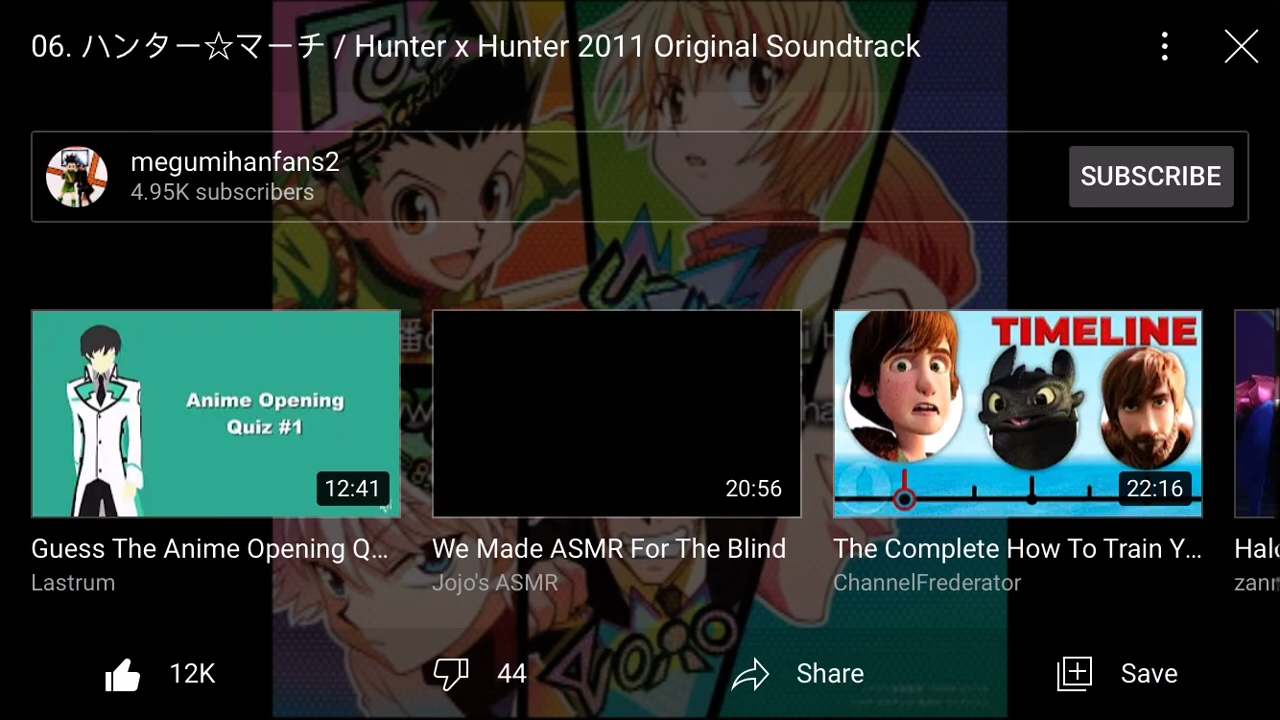 06. ハンター☆マーチ / Hunter x Hunter 2011 Original Soundtrack
megumihanfans2
4.95K subscribers
SUBSCRIBE
Anime Opening
Quiz #1
12:41
20:56
TIMELINE
22:16
Guess The Anime Opening Q...
We Made ASMR For The Blind
The Complete How To Train Y...
Lastrum
Jojo's ASMR
ChannelFrederator
12K
44
Share
Save